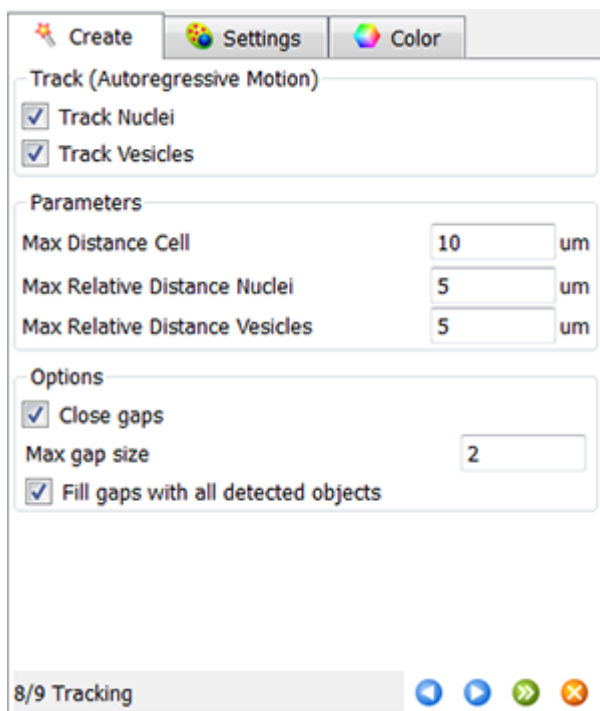 Create Settings Color
Track (Autoregressive Motion)
Track Nuclei
Track Vesicles
Parameters
Max Distance Cell 10 um
Max Relative Distance Nuclei 5 um
Max Relative Distance Vesicles 5 um
Options
Close gaps
Max gap size 2
Fill gaps with all detected objects
8/9 Tracking